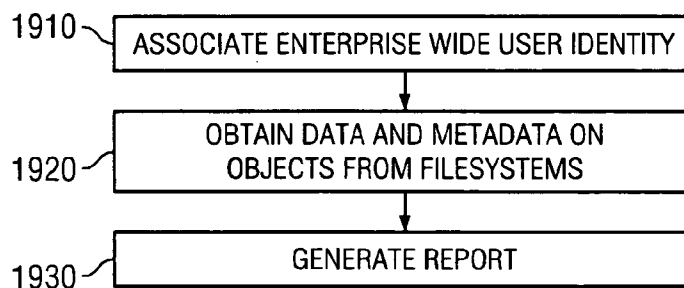 1910
ASSOCIATE ENTERPRISE WIDE USER IDENTITY
OBTAIN DATA AND METADATA ON
OBJECTS FROM FILESYSTEMS
1920
GENERATE REPORT
1930